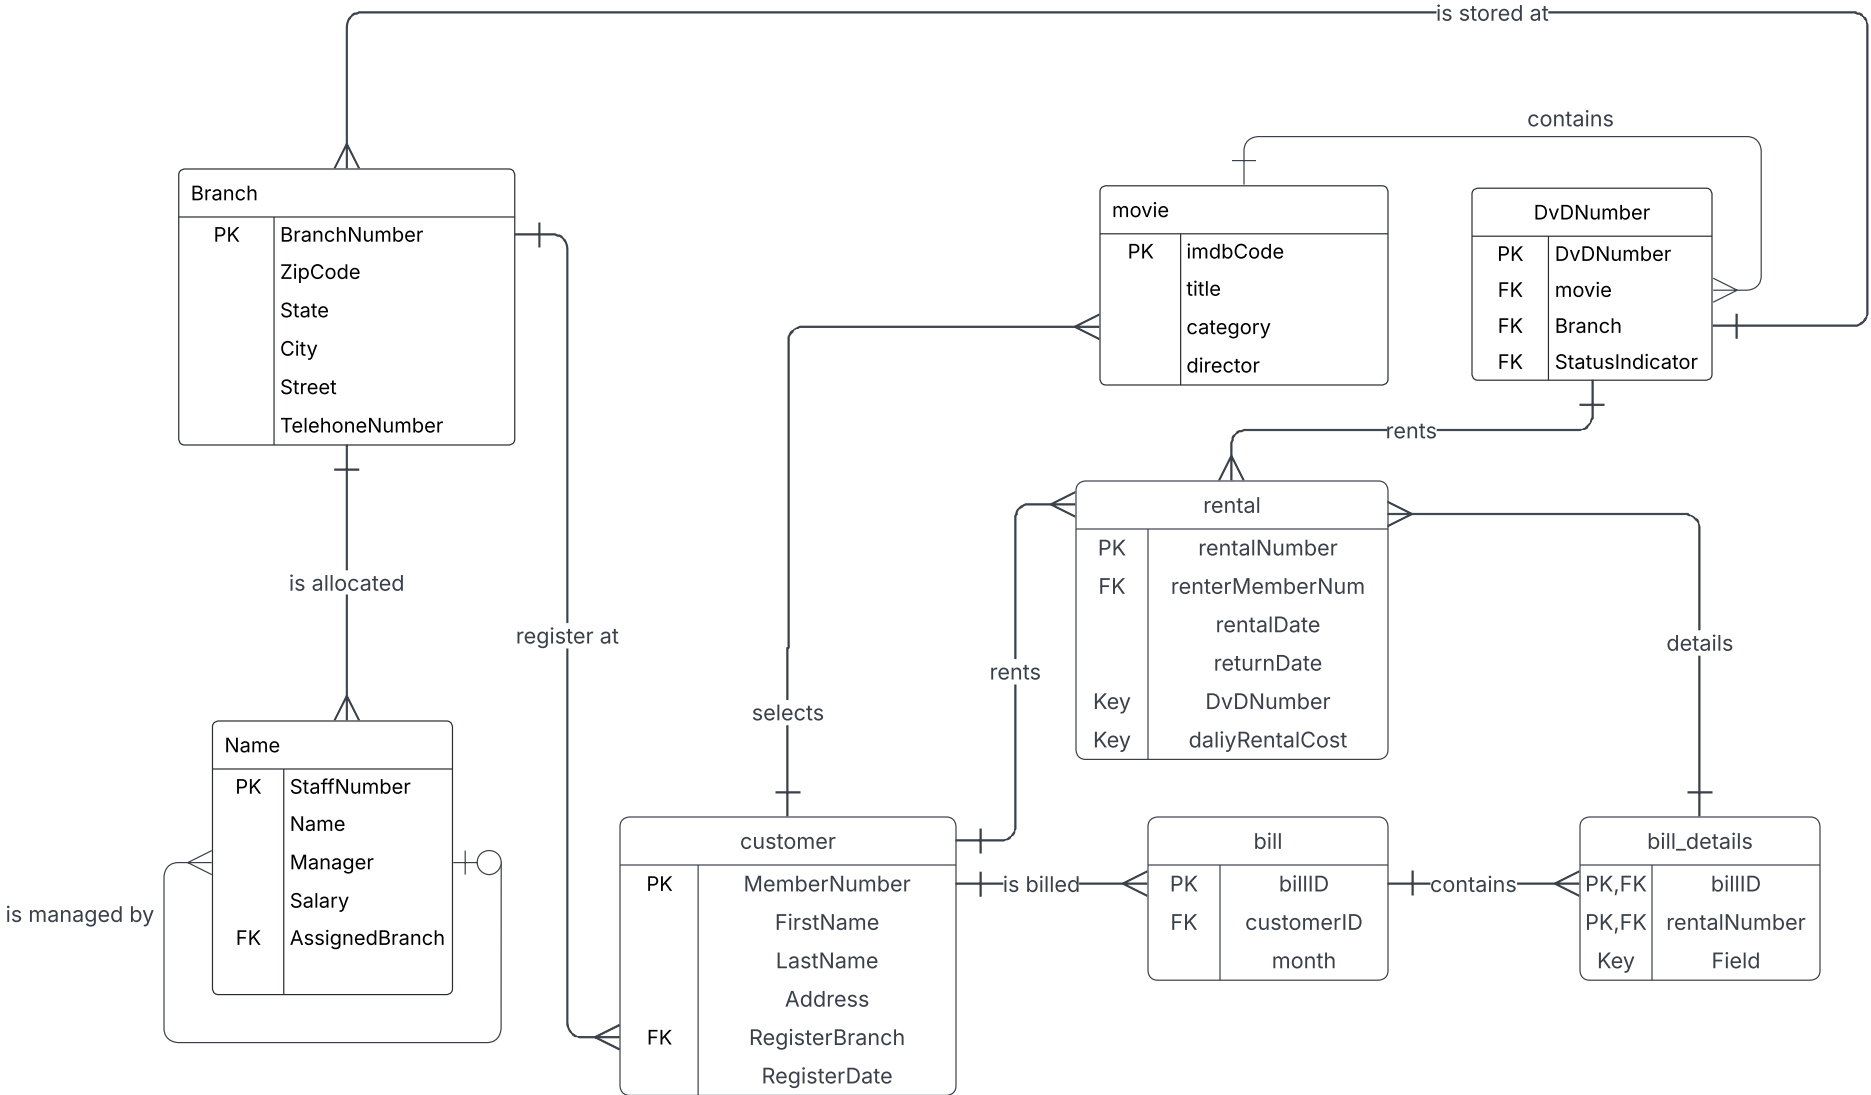 is stored at
contains
Branch
PK BranchNumber
ZipCode
State
City
Street
TelehoneNumber
movie
PK imdbCode
title
category
director
DvDNumber
PK DvDNumber
FK movie
FK Branch
FK StatusIndicator
rents
is allocated
register at
selects
rents
rental
PK rentalNumber
FK renterMemberNum
rentalDate
returnDate
Key DvDNumber
Key daliyRentalCost
details
Name
PK StaffNumber
Name
Manager
Salary
FK AssignedBranch
is managed by
customer
PK MemberNumber
FirstName
LastName
Address
FK RegisterBranch
RegisterDate
is billed
bill
PK billID
FK customerID
month
contains
bill_details
PK,FK billID
PK,FK rentalNumber
Key Field